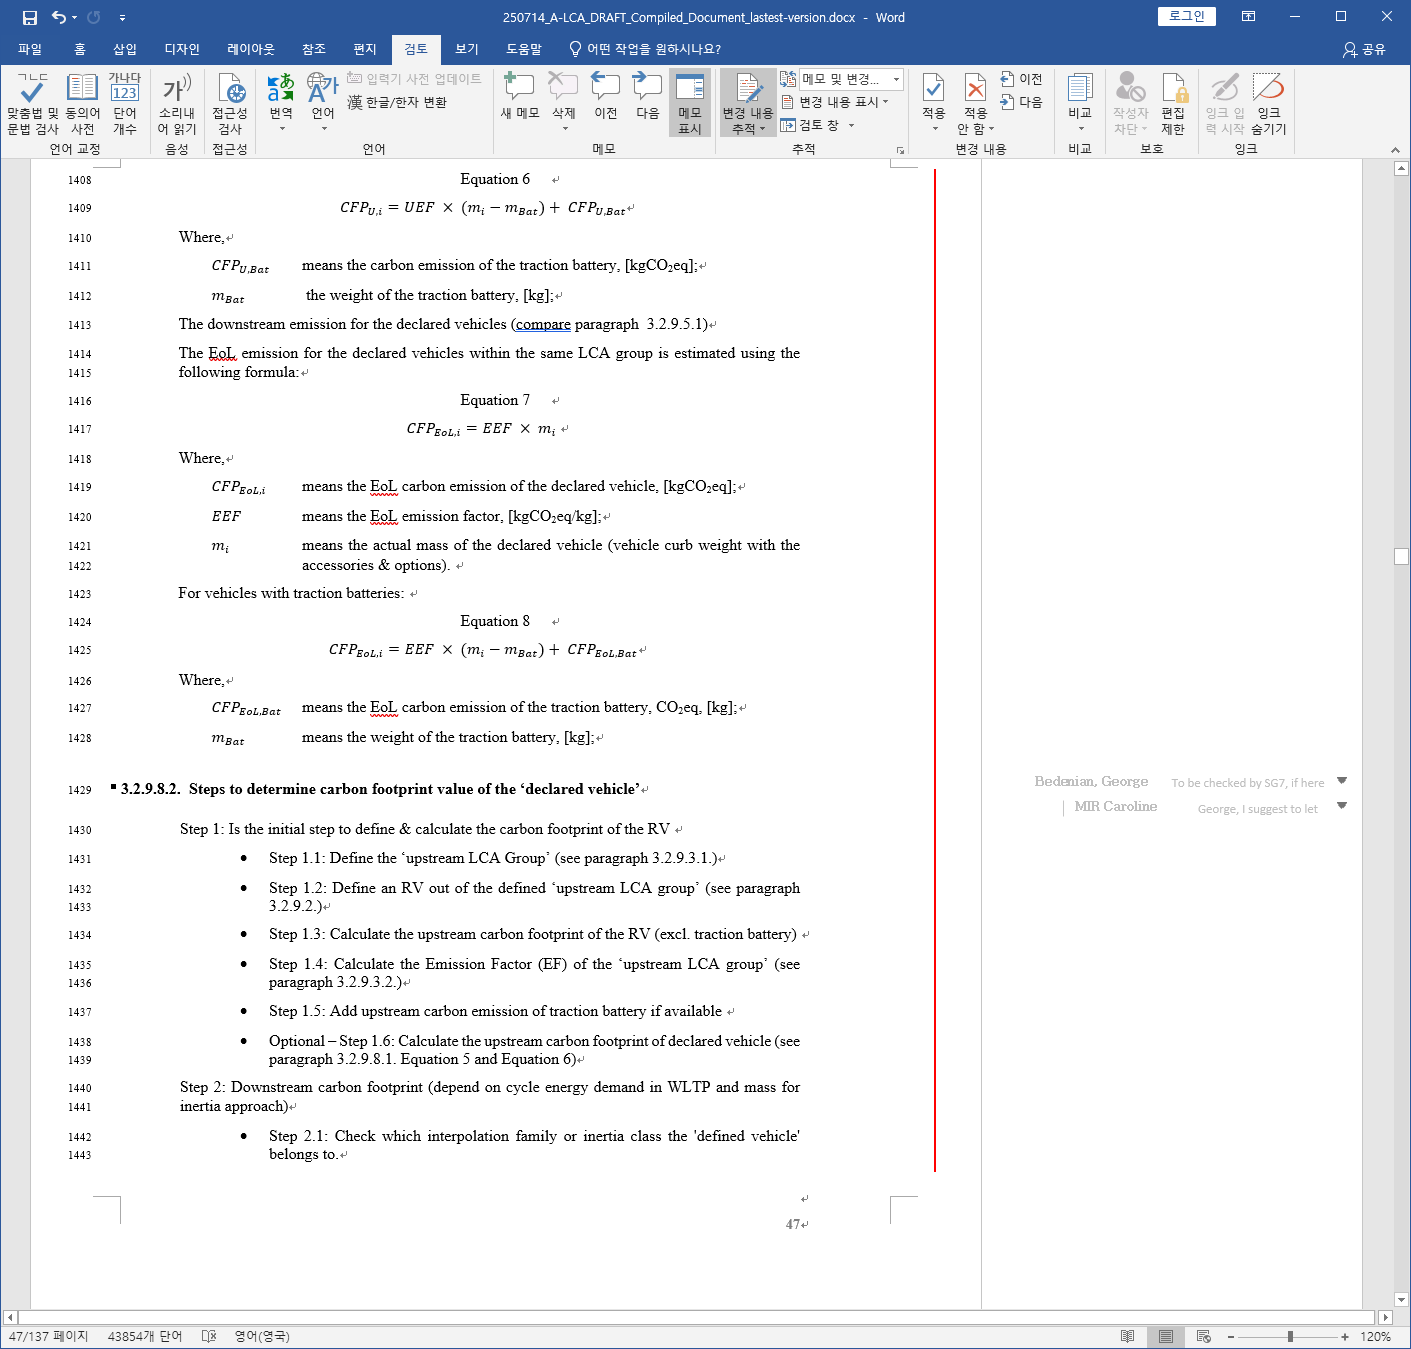 250714_A-LCA_DRAFT_Compiled_Document_lastest-version.docx - Word
로그인
파일 홈 삽입 디자인 레이아웃 참조 편지 검토 보기 도움말 어떤 작업을 원하시나요? 공유
ㄱㄴㄷ 가나다 123 가))
맞춤법 및 문법 검사
동의어 사전
단어 개수
언어 교정
소리내어 읽기
음성
접근성 검사
접근성
번역
언어
입력기 사전 업데이트
漢 한글/한자 변환
언어
새 메모
삭제
이전
다음
메모 표시
메모
변경 내용 추적
메모 및 변경...
변경 내용 표시
검토 창
추적
적용
적용 안 함
이전
다음
변경 내용
비교
비교
작성자 차단
편집 제한
보호
잉크 입력 시작
잉크 숨기기
잉크
1408 Equation 6
1409 CFP_U,i = UEF × (m_i − m_Bat) + CFP_U,Bat
1410 Where,
1411 CFP_U,Bat means the carbon emission of the traction battery, [kgCO₂eq];
1412 m_Bat the weight of the traction battery, [kg];
1413 The downstream emission for the declared vehicles (compare paragraph 3.2.9.5.1)
1414 The EoL emission for the declared vehicles within the same LCA group is estimated using the
1415 following formula:
1416 Equation 7
1417 CFP_EoL,i = EEF × m_i
1418 Where,
1419 CFP_EoL,i means the EoL carbon emission of the declared vehicle, [kgCO₂eq];
1420 EEF means the EoL emission factor, [kgCO₂eq/kg];
1421 m_i means the actual mass of the declared vehicle (vehicle curb weight with the
1422 accessories & options).
1423 For vehicles with traction batteries:
1424 Equation 8
1425 CFP_EoL,i = EEF × (m_i − m_Bat) + CFP_EoL,Bat
1426 Where,
1427 CFP_EoL,Bat means the EoL carbon emission of the traction battery, CO₂eq, [kg];
1428 m_Bat means the weight of the traction battery, [kg];
1429 3.2.9.8.2. Steps to determine carbon footprint value of the ‘declared vehicle’
Bedenian, George To be checked by SG7, if here
MIR Caroline George, I suggest to let
1430 Step 1: Is the initial step to define & calculate the carbon footprint of the RV
1431 • Step 1.1: Define the ‘upstream LCA Group’ (see paragraph 3.2.9.3.1.)
1432 • Step 1.2: Define an RV out of the defined ‘upstream LCA group’ (see paragraph
1433 3.2.9.2.)
1434 • Step 1.3: Calculate the upstream carbon footprint of the RV (excl. traction battery)
1435 • Step 1.4: Calculate the Emission Factor (EF) of the ‘upstream LCA group’ (see
1436 paragraph 3.2.9.3.2.)
1437 • Step 1.5: Add upstream carbon emission of traction battery if available
1438 • Optional – Step 1.6: Calculate the upstream carbon footprint of declared vehicle (see
1439 paragraph 3.2.9.8.1. Equation 5 and Equation 6)
1440 Step 2: Downstream carbon footprint (depend on cycle energy demand in WLTP and mass for
1441 inertia approach)
1442 • Step 2.1: Check which interpolation family or inertia class the 'defined vehicle'
1443 belongs to.
47
47/137 페이지 43854개 단어 영어(영국) 120%